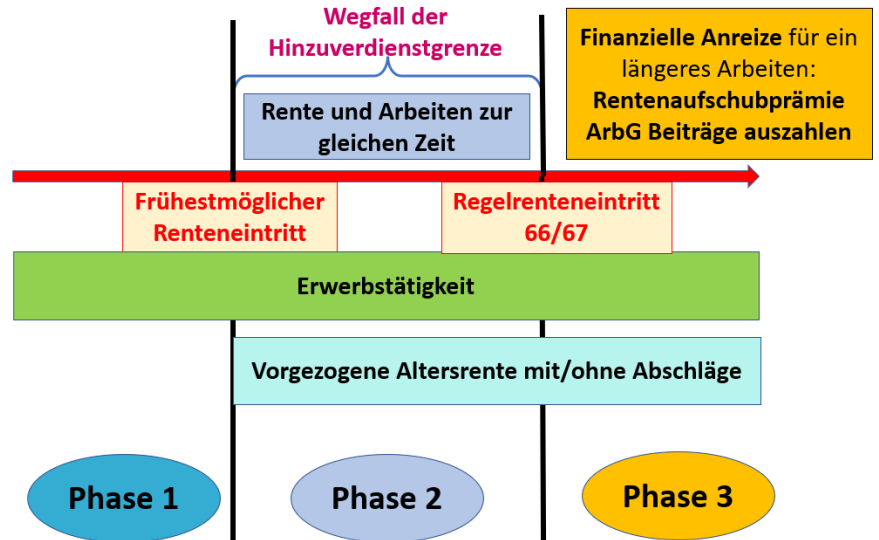 Wegfall der
Hinzuverdienstgrenze
Finanzielle Anreize für ein
längeres Arbeiten:
Rentenaufschubprämie
ArbG Beiträge auszahlen
Rente und Arbeiten zur
gleichen Zeit
Frühestmöglicher
Renteneintritt
Regelrenteneintritt
66/67
Erwerbstätigkeit
Vorgezogene Altersrente mit/ohne Abschläge
Phase 1
Phase 2
Phase 3